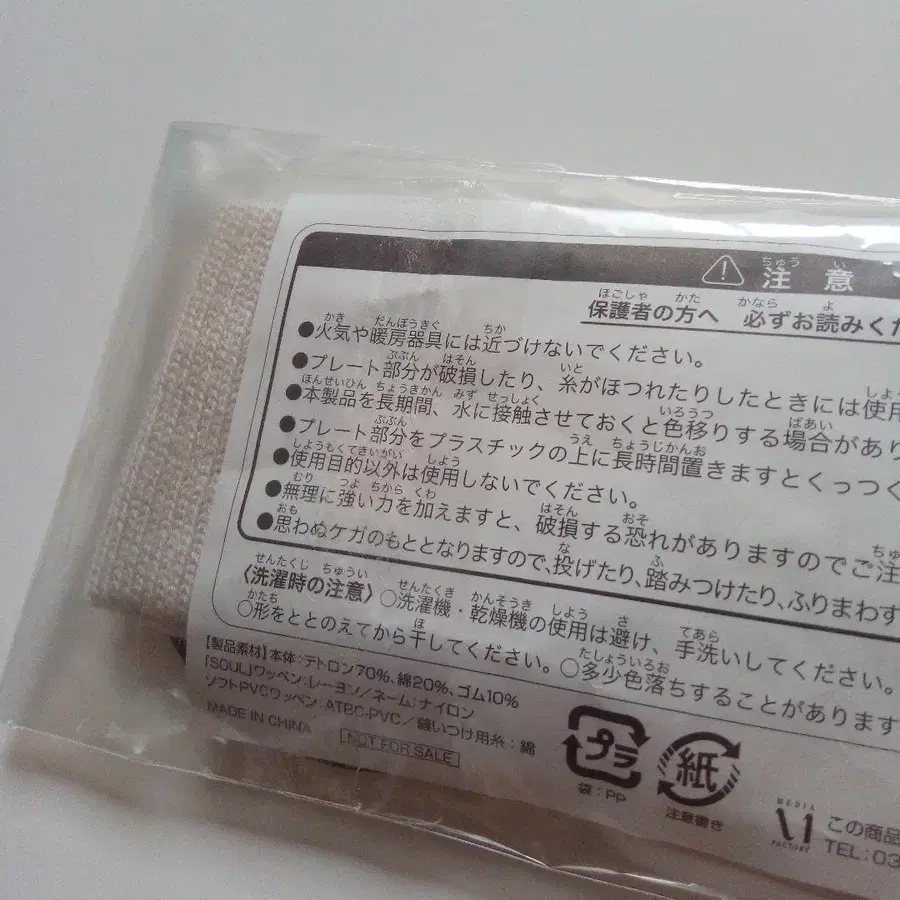 注意
保護者の方へ 必ずお読みくだ
●火気や暖房器具には近づけないでください。
●プレート部分が破損したり、糸がほつれたりしたときには使用
●本製品を長期間、水に接触させておくと色移りする場合があり
●プレート部分をプラスチックの上に長時間置きますとくっつく
●使用目的以外は使用しないでください。
●無理に強い力を加えますと、破損する恐れがありますのでご注
●思わぬケガのもととなりますので、投げたり、踏みつけたり、ふりまわす
〈洗濯時の注意〉○洗濯機・乾燥機の使用は避け、手洗いしてください。
○形をととのえてから干してください。○多少色落ちすることがあります
【製品素材】本体:テトロン70%、綿20%、ゴム10%
「SOUL」ワッペン:レーヨン/ネーム:ナイロン
ソフトPVCワッペン:ATBC-PVC/縫いつけ用糸:綿
MADE IN CHINA NOT FOR SALE
プラ
袋:PP
紙
注意書き
MEDIA
FACTORY
この商品
TEL:03